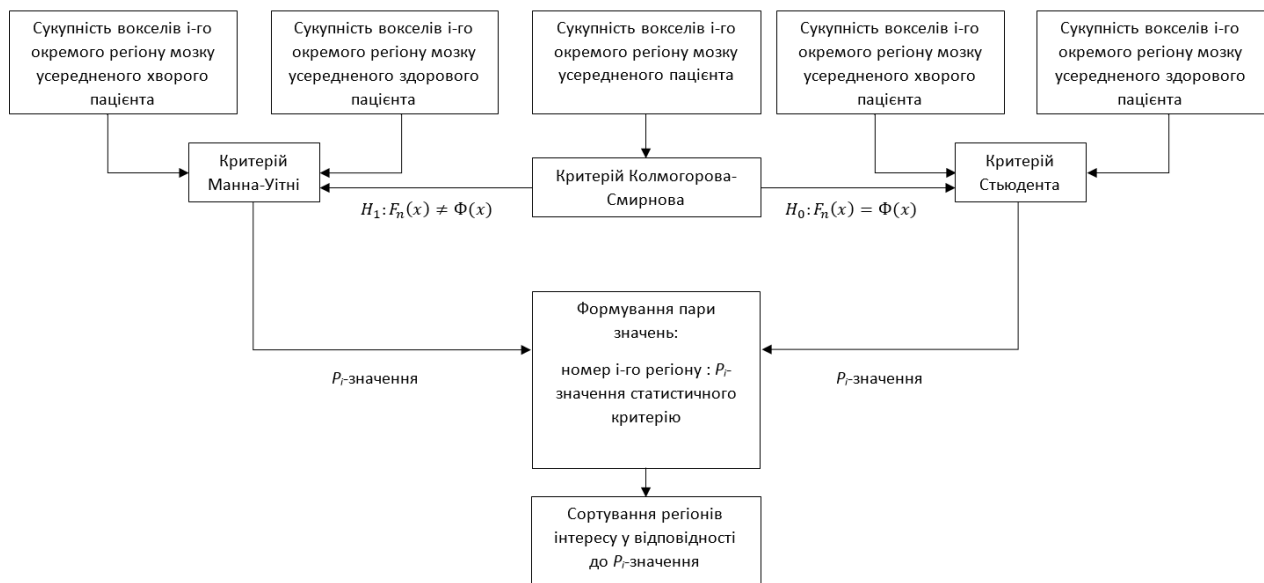 Сукупність вокселів і-го
окремого регіону мозку
усередненого хворого
пацієнта
Сукупність вокселів і-го
окремого регіону мозку
усередненого здорового
пацієнта
Сукупність вокселів і-го
окремого регіону мозку
усередненого пацієнта
Сукупність вокселів і-го
окремого регіону мозку
усередненого хворого
пацієнта
Сукупність вокселів і-го
окремого регіону мозку
усередненого здорового
пацієнта
Критерій
Манна-Уітні
Критерій Колмогорова-
Смирнова
Критерій
Стьюдента
H₁: Fₙ(x) ≠ Φ(x)
H₀: Fₙ(x) = Φ(x)
Формування пари
значень:
номер і-го регіону : Pᵢ-
значення статистичного
критерію
Pᵢ-значення
Pᵢ-значення
Сортування регіонів
інтересу у відповідності
до Pᵢ-значення